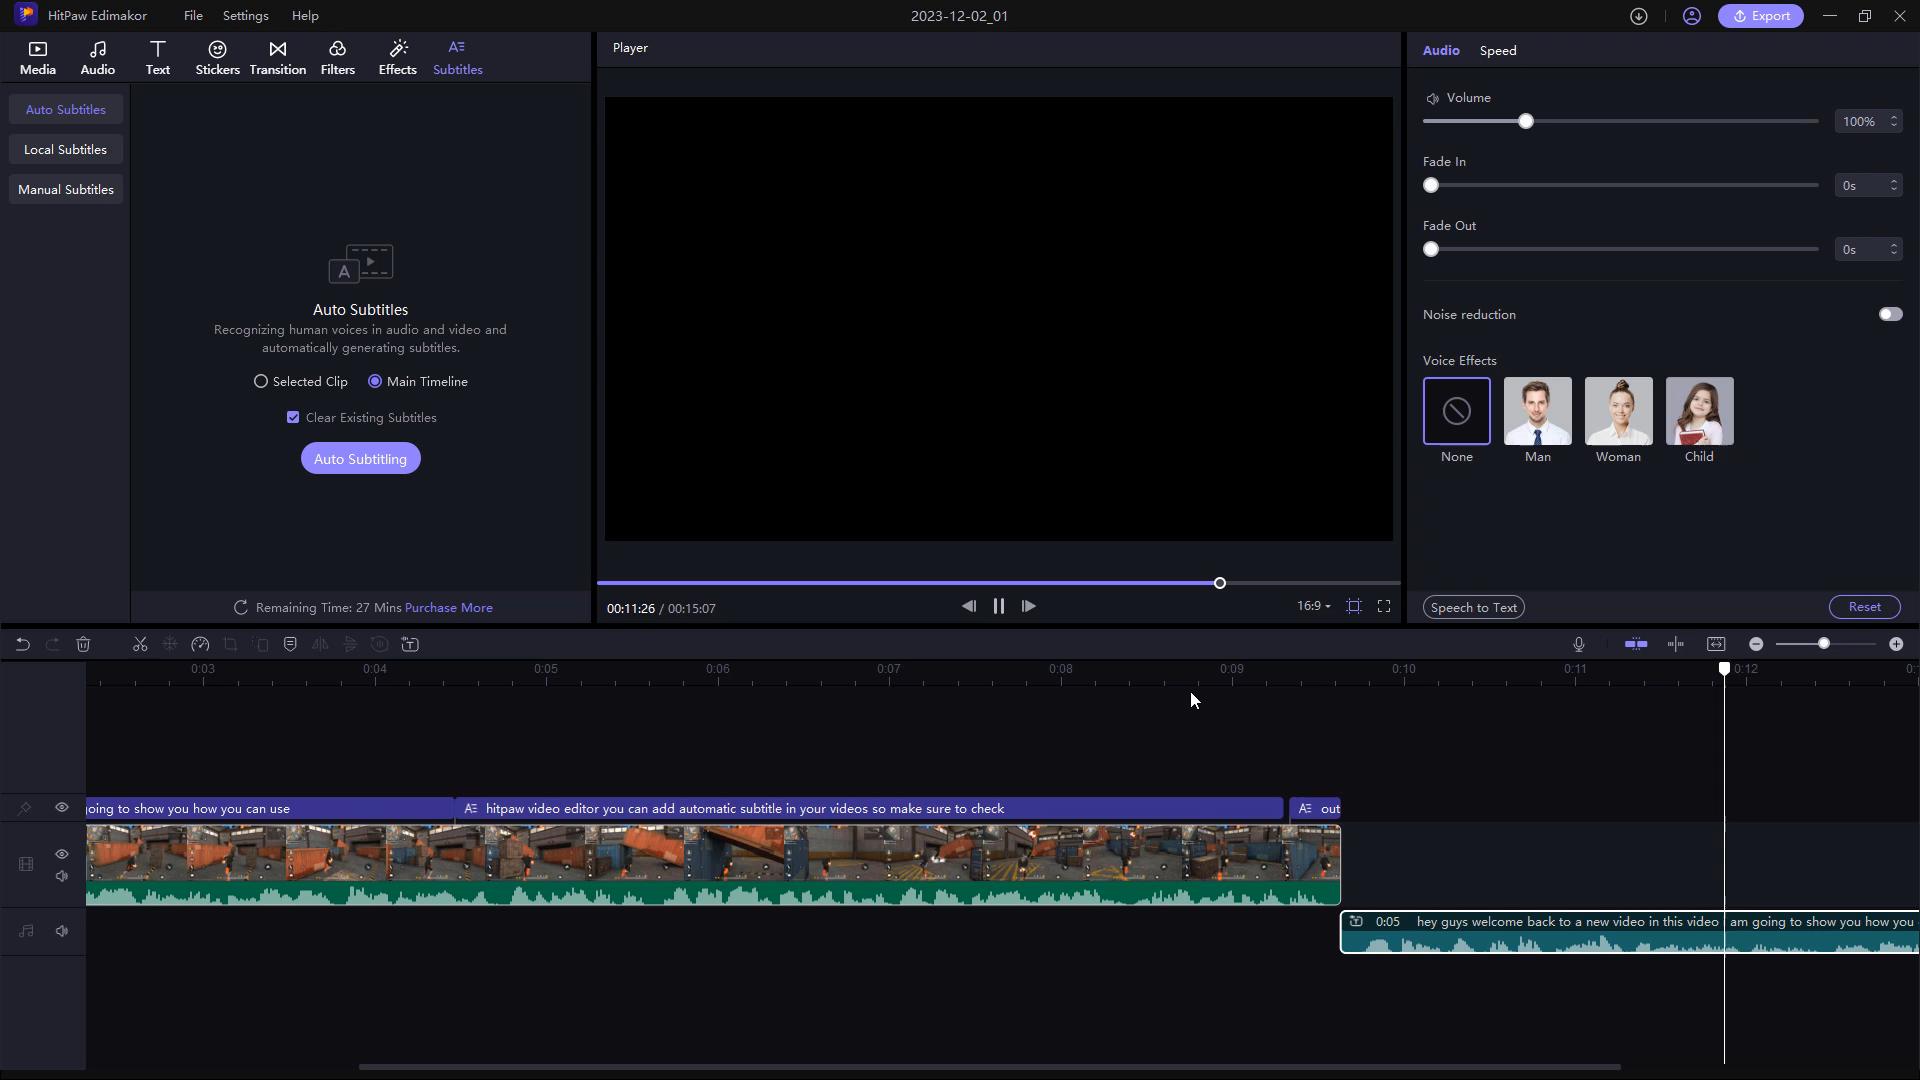 HitPaw Edimakor
File
Settings
Help
2023-12-02_01
Export
Media
Audio
Text
Stickers
Transition
Filters
Effects
Subtitles
Auto Subtitles
Local Subtitles
Manual Subtitles
A
Auto Subtitles
Recognizing human voices in audio and video and
automatically generating subtitles.
Selected Clip
Main Timeline
Clear Existing Subtitles
Auto Subtitling
Remaining Time: 27 Mins Purchase More
Player
00:11:26 / 00:15:07
16:9
Audio
Speed
Volume
100%
Fade In
0s
Fade Out
0s
Noise reduction
Voice Effects
None
Man
Woman
Child
Speech to Text
Reset
0:03
0:04
0:05
0:06
0:07
0:08
0:09
0:10
0:11
0:12
0:
going to show you how you can use
hitpaw video editor you can add automatic subtitle in your videos so make sure to check
out
0:05 hey guys welcome back to a new video in this video i am going to show you how you